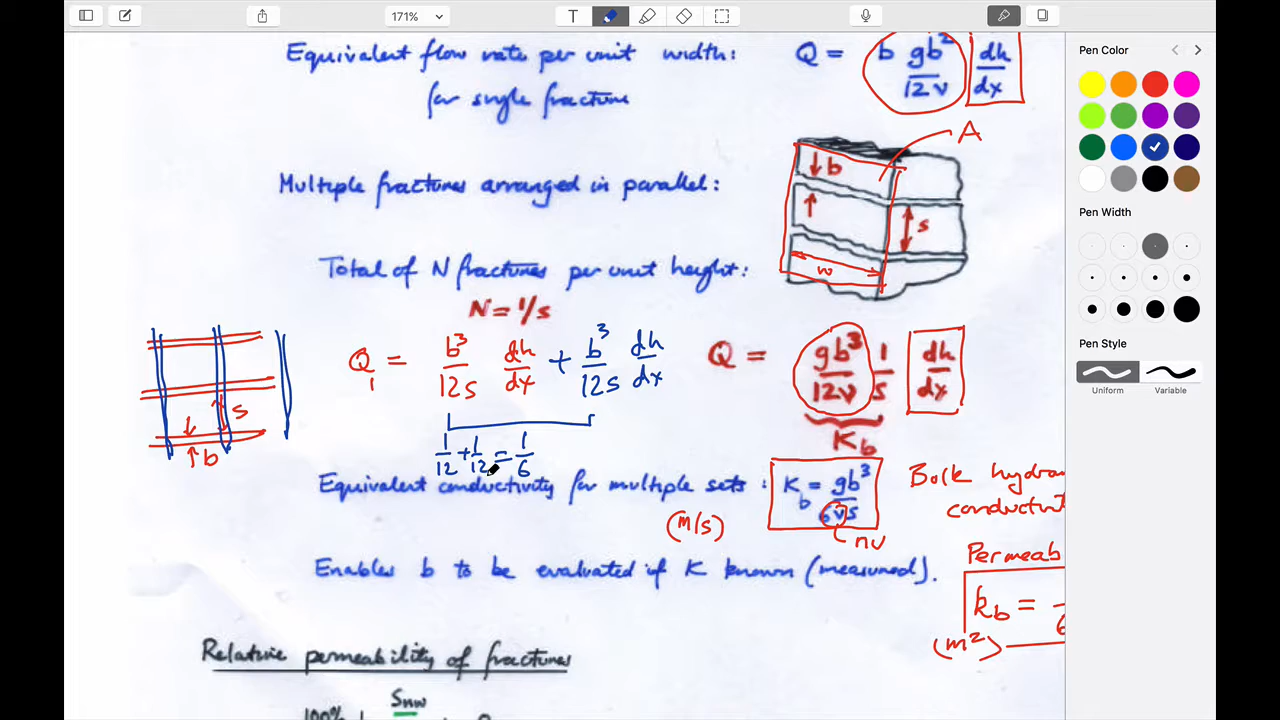 171%
T
Pen Color
Equivalent flow rate per unit width: Q = b gb²/12ν dh/dx
for single fracture
A
Multiple fractures arranged in parallel:
b
s
w
Total of N fractures per unit height:
N = 1/s
Pen Width
Pen Style
Uniform Variable
Q₁ = b³/12s dh/dx + b³/12s dh/dx
Q = gb³/12ν 1/s dh/dx
K_b
s
b
1/12 + 1/12 = 1/6
Equivalent conductivity for multiple sets: K_b = gb³/6νs
(m/s)
nu
Bulk hydrau
conductivit
Enables b to be evaluated if K known (measured).
Permeab
k_b =
6
(m²)
Relative permeability of fractures
Snw
100%